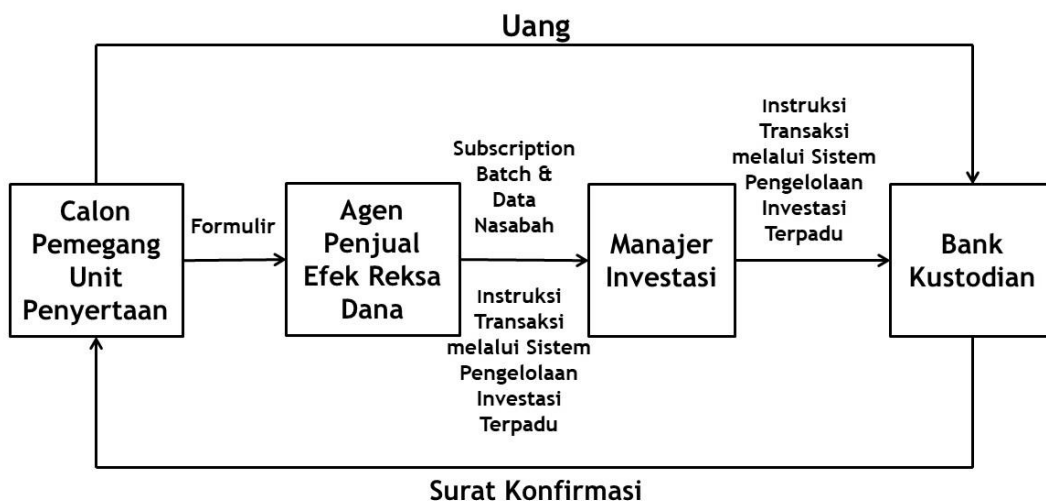 Uang
Calon
Pemegang
Unit
Penyertaan
Formulir
Agen
Penjual
Efek Reksa
Dana
Subscription
Batch &
Data
Nasabah
Instruksi
Transaksi
melalui Sistem
Pengelolaan
Investasi
Terpadu
Manajer
Investasi
Instruksi
Transaksi
melalui Sistem
Pengelolaan
Investasi
Terpadu
Bank
Kustodian
Surat Konfirmasi